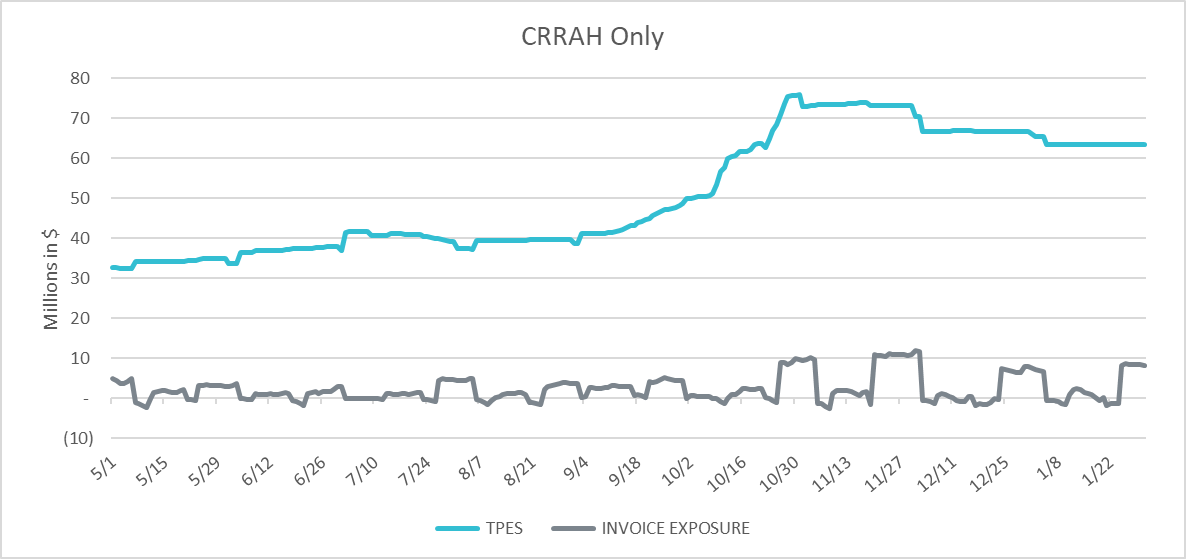 CRRAH Only
80
70
60
50
40
30
20
10
-
(10)
Millions in $
5/1 5/15 5/29 6/12 6/26 7/10 7/24 8/7 8/21 9/4 9/18 10/2 10/16 10/30 11/13 11/27 12/11 12/25 1/8 1/22
TPES INVOICE EXPOSURE